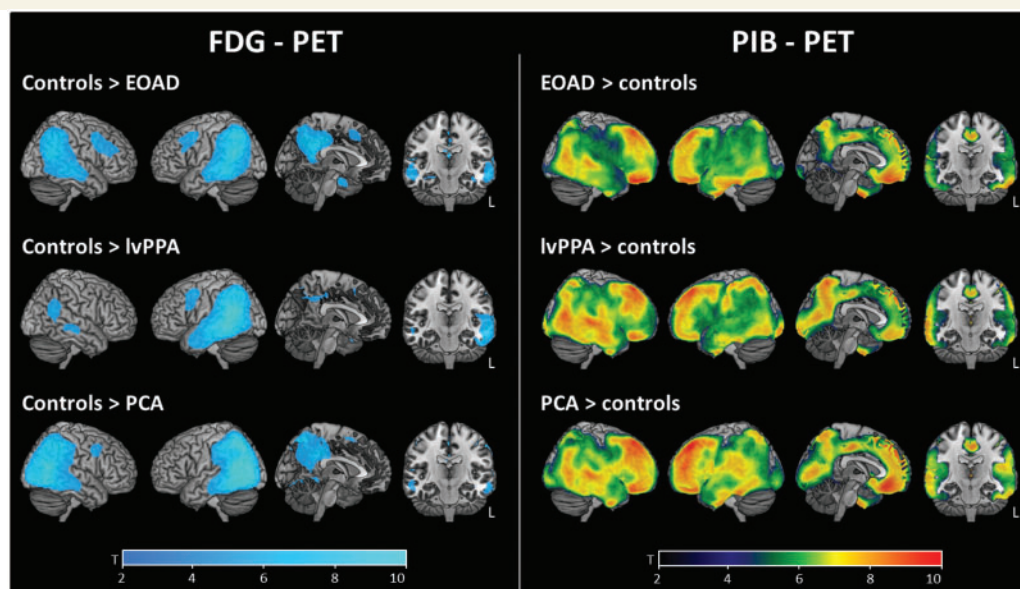 FDG - PET
Controls > EOAD
L
Controls > lvPPA
L
Controls > PCA
L
T
2 4 6 8 10
PIB - PET
EOAD > controls
L
lvPPA > controls
L
PCA > controls
L
T
2 4 6 8 10